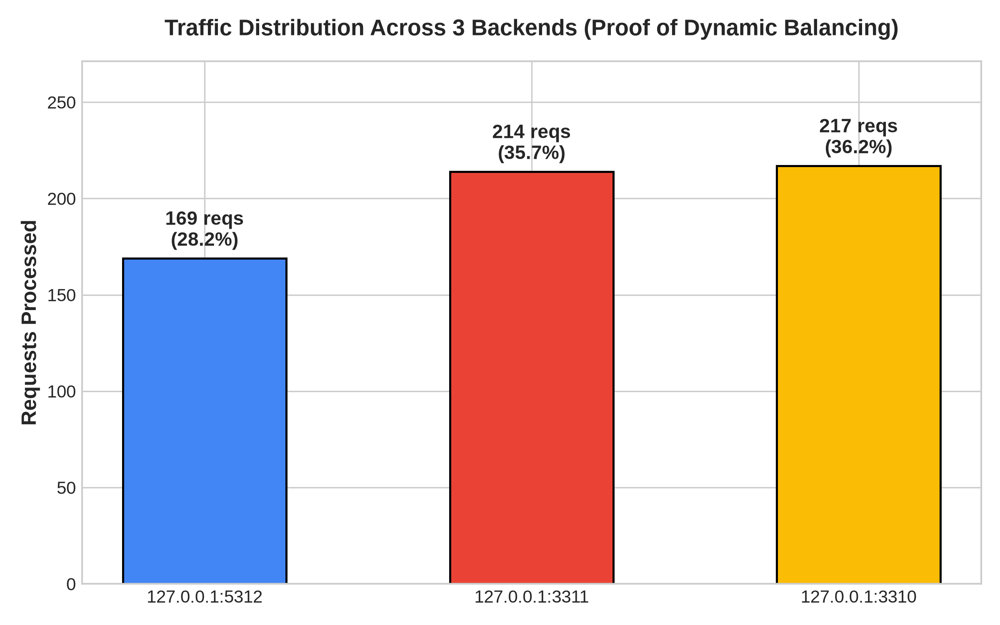 Traffic Distribution Across 3 Backends (Proof of Dynamic Balancing)
Requests Processed
250
200
150
100
50
0
169 reqs
(28.2%)
214 reqs
(35.7%)
217 reqs
(36.2%)
127.0.0.1:5312
127.0.0.1:3311
127.0.0.1:3310